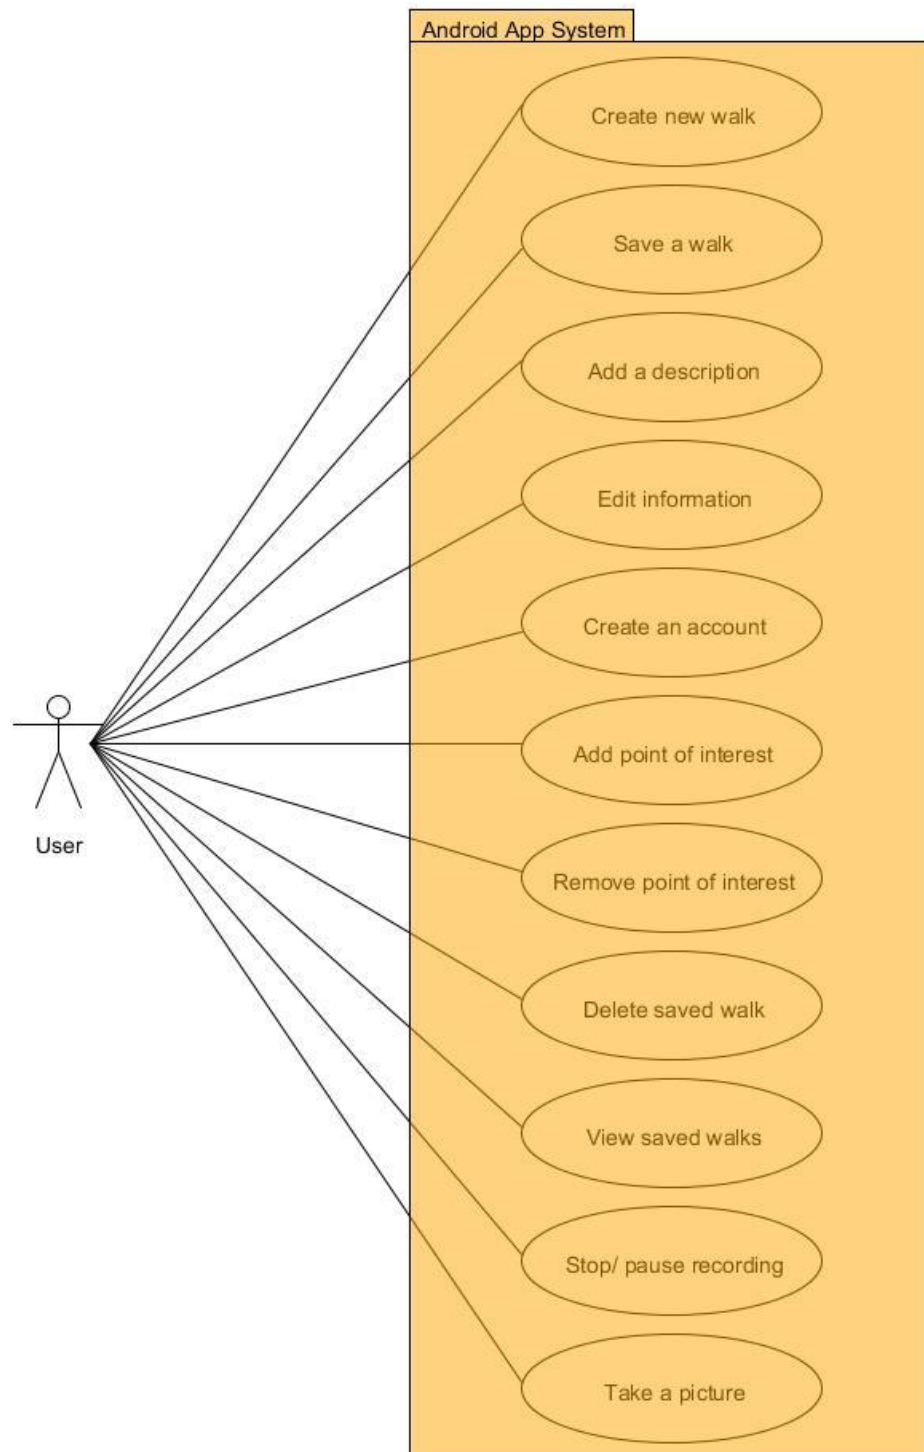 Android App System
Create new walk
Save a walk
Add a description
Edit information
Create an account
Add point of interest
Remove point of interest
User
Delete saved walk
View saved walks
Stop/ pause recording
Take a picture